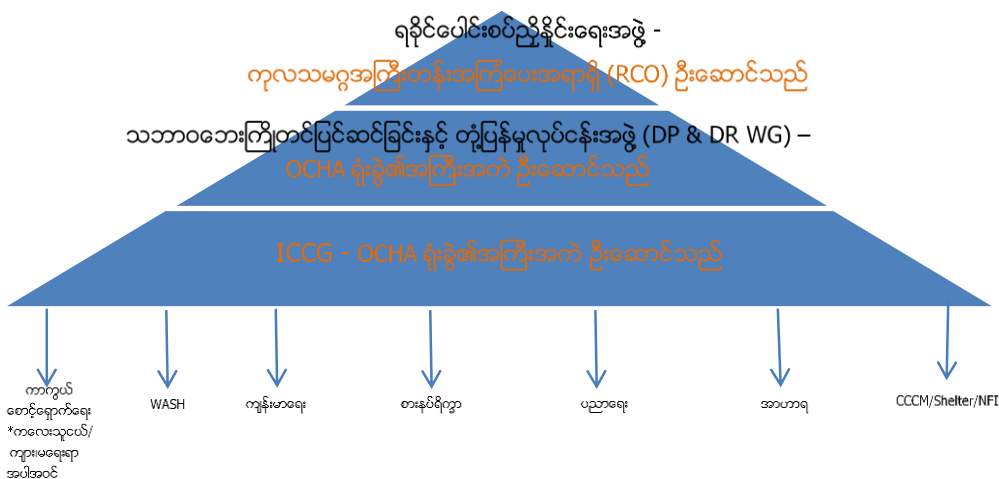 ရခိုင်ပေါင်းစပ်ညှိနှိုင်းရေးအဖွဲ့ -
ကုလသမဂ္ဂအကြီးတန်းအကြံပေးအရာရှိ (RCO) ဦးဆောင်သည်
သဘာဝဘေးကြိုတင်ပြင်ဆင်ခြင်းနှင့် တုံ့ပြန်မှုလုပ်ငန်းအဖွဲ့ (DP & DR WG) –
OCHA ရုံးခွဲ၏အကြီးအကဲ ဦးဆောင်သည်
ICCG - OCHA ရုံးခွဲ၏အကြီးအကဲ ဦးဆောင်သည်
ကာကွယ်
စောင့်ရှောက်ရေး
*ကလေးသူငယ်/
ကျား၊မရေးရာ
အပါအဝင်
WASH
ကျန်းမာရေး
စားနပ်ရိက္ခာ
ပညာရေး
အာဟာရ
CCCM/Shelter/NFI